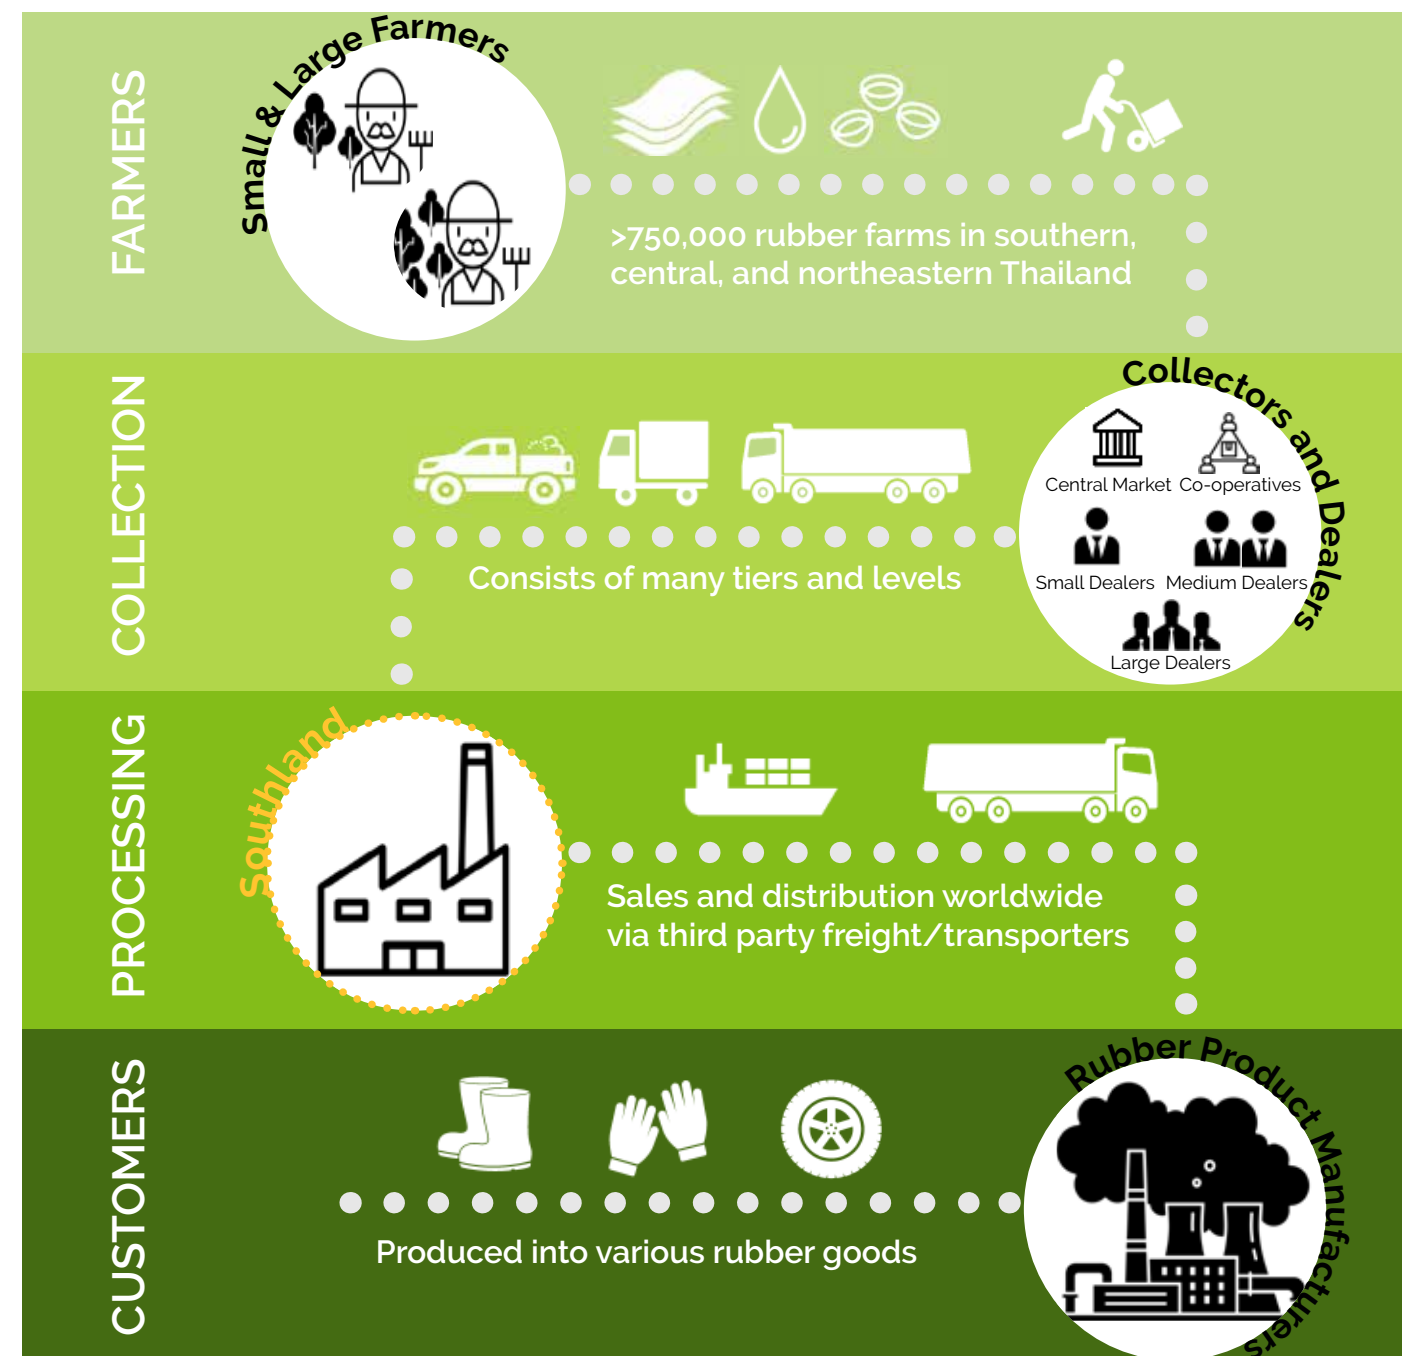 FARMERS
Small & Large Farmers
>750,000 rubber farms in southern,
central, and northeastern Thailand
COLLECTION
Collectors and Dealers
Central Market
Co-operatives
Small Dealers
Medium Dealers
Large Dealers
Consists of many tiers and levels
PROCESSING
Southland
Sales and distribution worldwide
via third party freight/transporters
CUSTOMERS
Rubber Product Manufacturers
Produced into various rubber goods